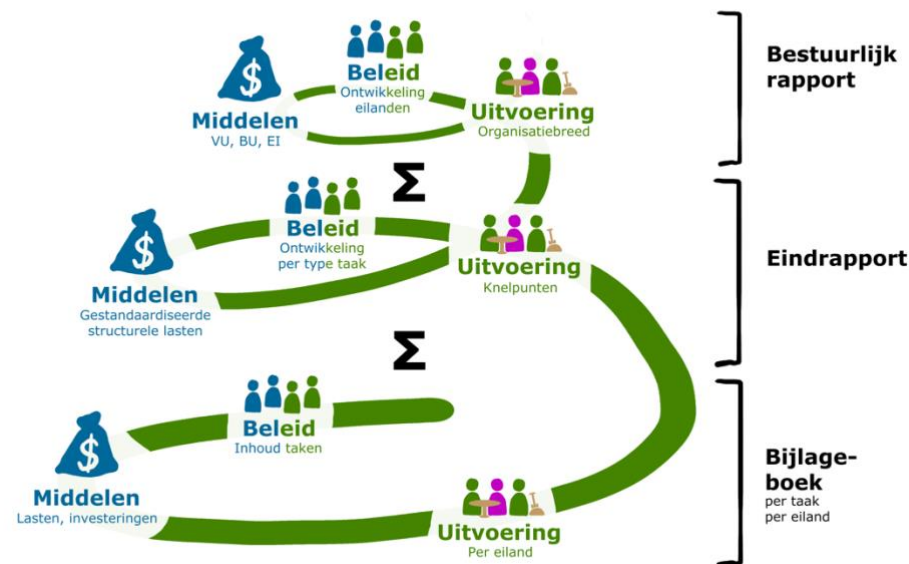 Beleid
Ontwikkeling
eilanden
$
Middelen
VU, BU, EI
Uitvoering
Organisatiebreed
Bestuurlijk
rapport
Σ
Beleid
Ontwikkeling
per type taak
$
Middelen
Gestandaardiseerde
structurele lasten
Uitvoering
Knelpunten
Eindrapport
Σ
Beleid
Inhoud taken
$
Middelen
Lasten, investeringen
Uitvoering
Per eiland
Bijlage-
boek
per taak
per eiland